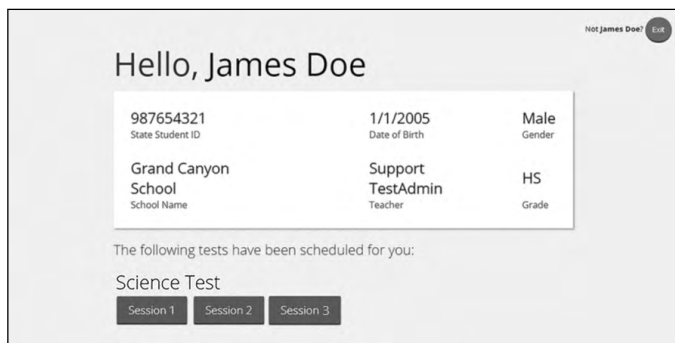 Not James Doe? Exit
Hello, James Doe
987654321 1/1/2005 Male
State Student ID Date of Birth Gender
Grand Canyon Support HS
School TestAdmin
School Name Teacher Grade
The following tests have been scheduled for you:
Science Test
Session 1 Session 2 Session 3